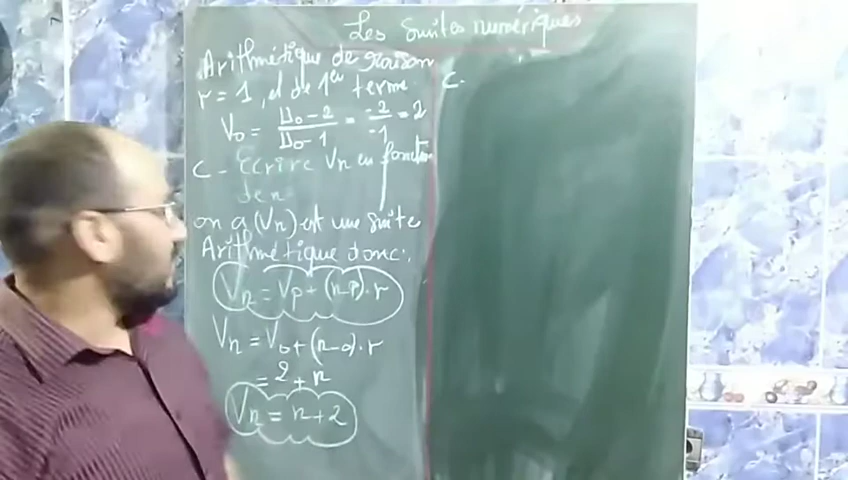 Les suites numériques
Arithmétique de raison
r = 1, et de 1er terme
V₀ = (U₀ - 2)/(U₀ - 1) = -2/-1 = 2
c - Ecrire Vn en fonction
de n
on a (Vn) est une suite
Arithmétique donc:
Vn = Vp + (n-p).r
Vn = V₀ + (n-0).r
= 2 + n
Vn = n + 2
c.